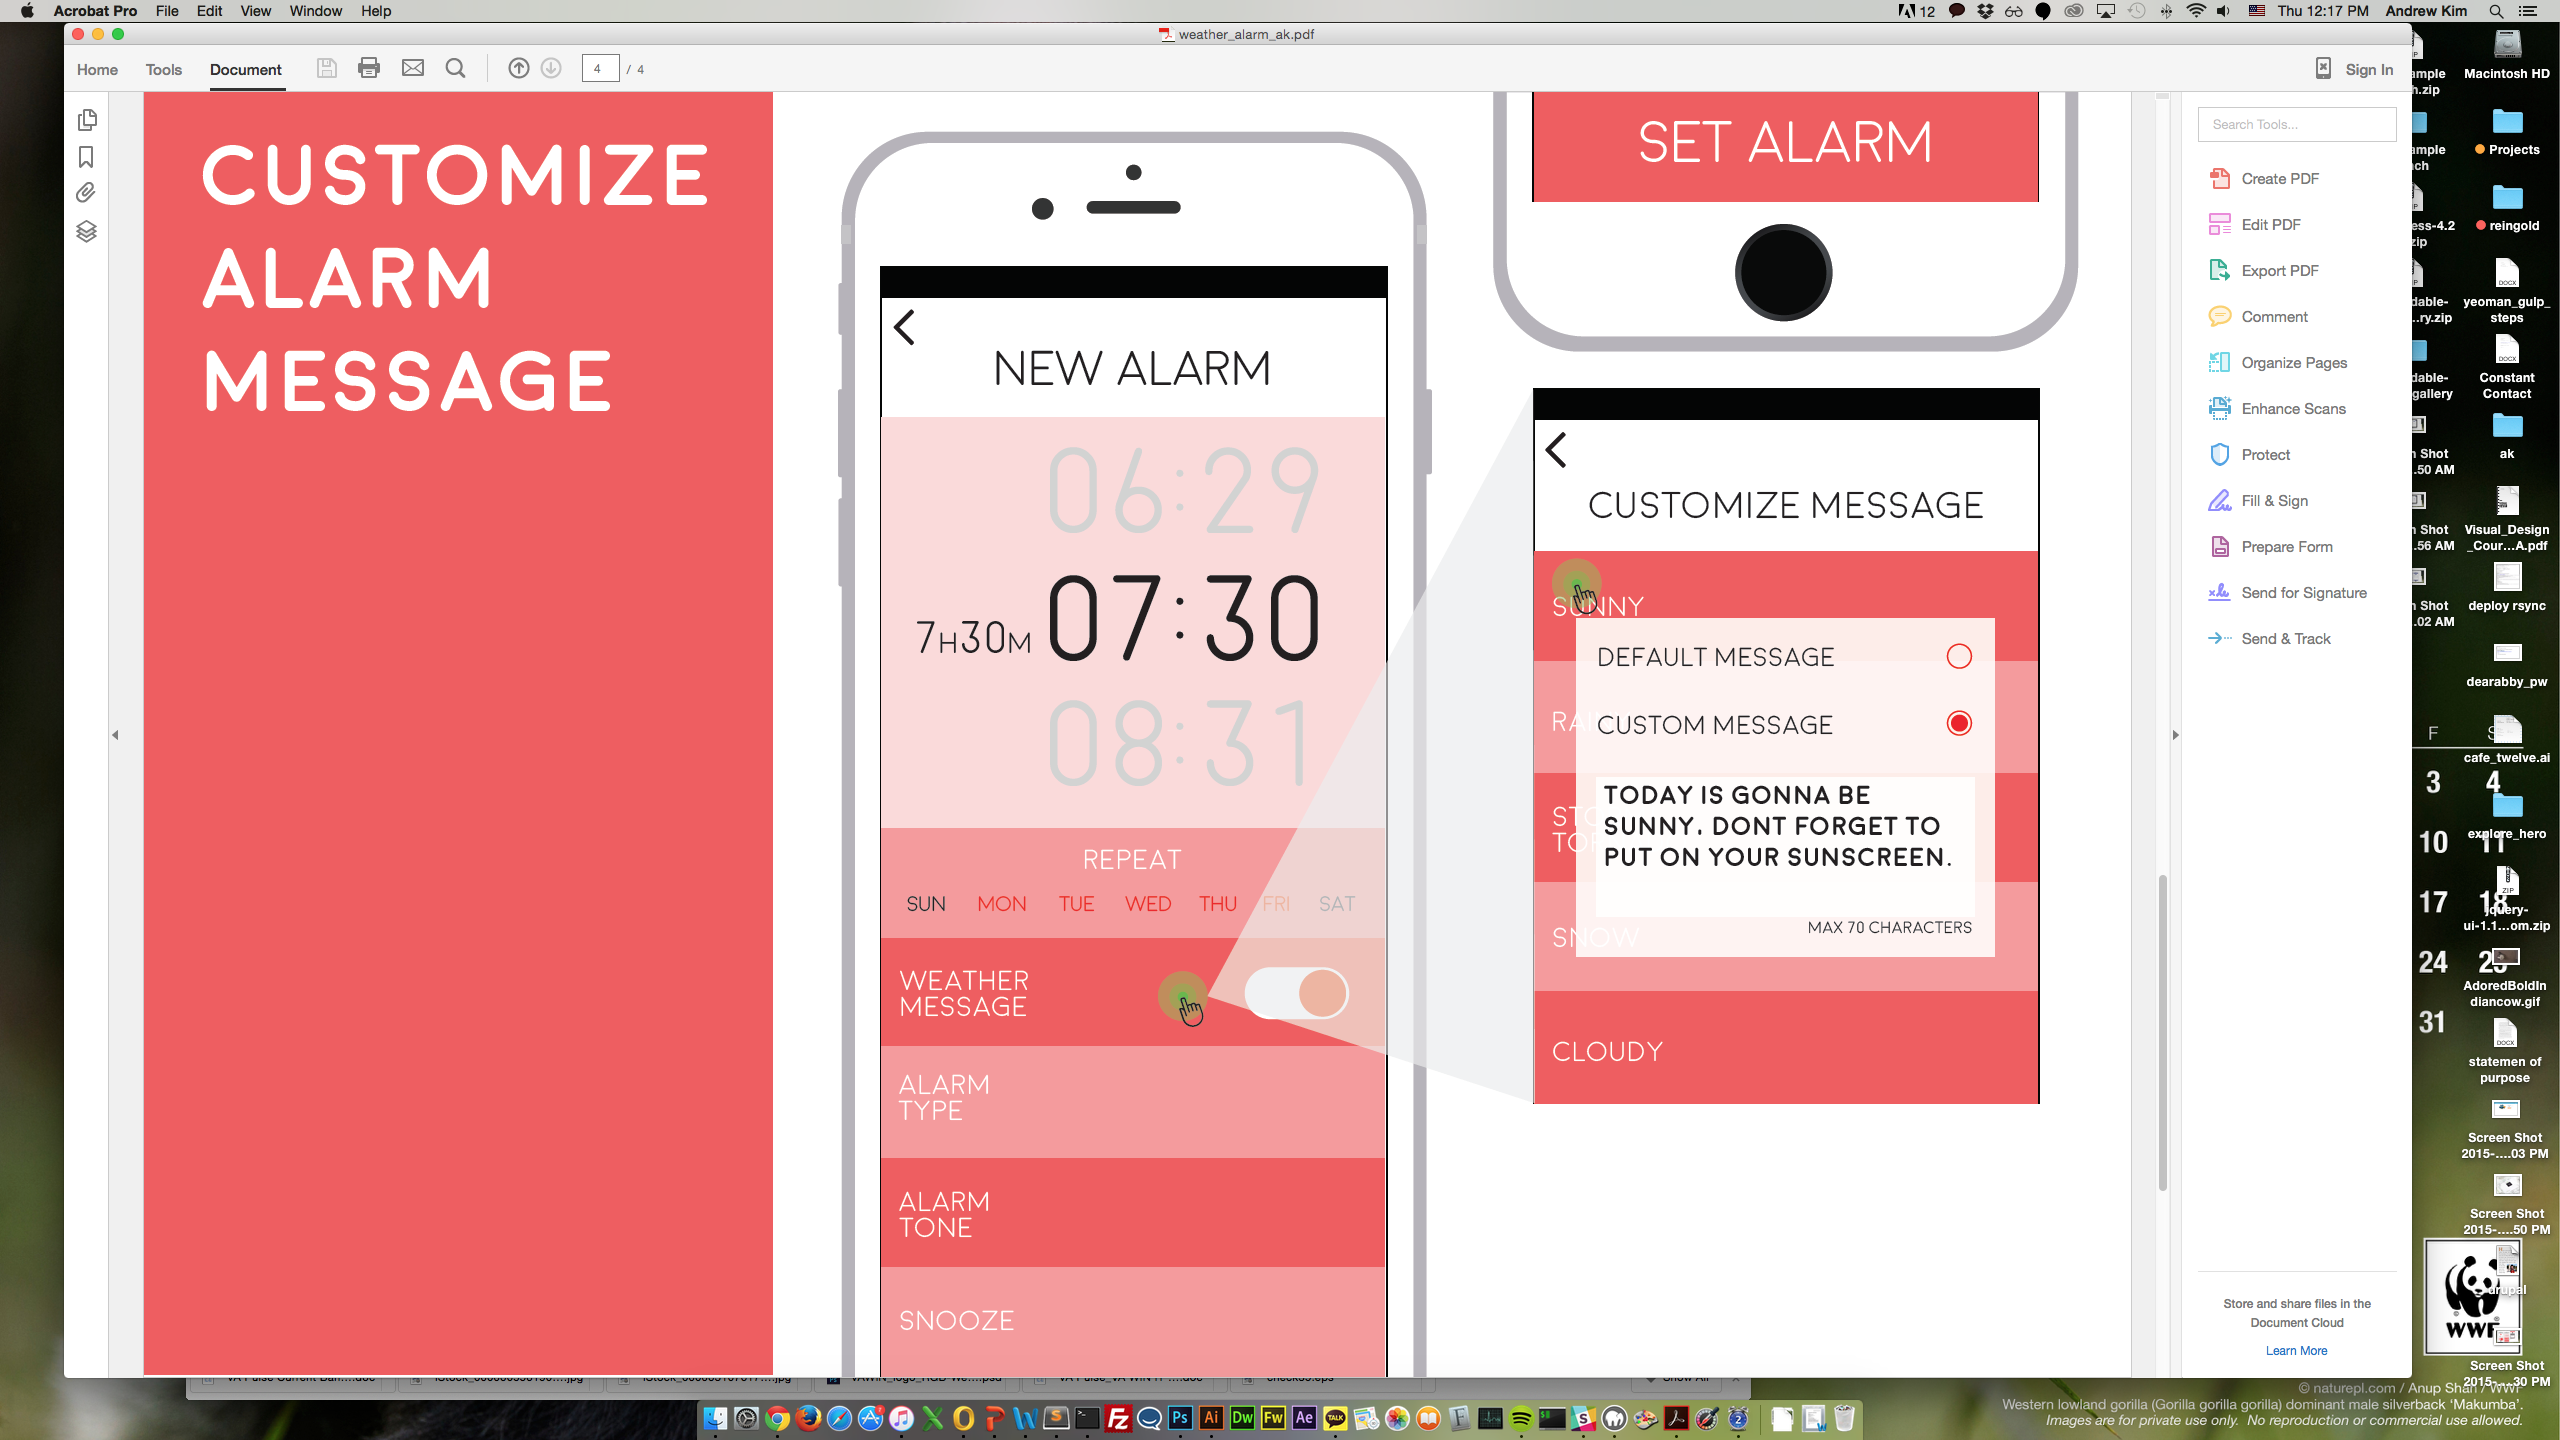 Acrobat Pro File Edit View Window Help
12 Thu 12:17 PM Andrew Kim
weather_alarm_ak.pdf
Home Tools Document 4 / 4 Sign In
CUSTOMIZE
ALARM
MESSAGE
NEW ALARM
06:29
7H30M 07:30
08:31
REPEAT
SUN MON TUE WED THU FRI SAT
WEATHER
MESSAGE
ALARM
TYPE
ALARM
TONE
SNOOZE
SET ALARM
CUSTOMIZE MESSAGE
SUNNY
DEFAULT MESSAGE
CUSTOM MESSAGE
TODAY IS GONNA BE
SUNNY. DONT FORGET TO
PUT ON YOUR SUNSCREEN.
MAX 70 CHARACTERS
SNOW
CLOUDY
Search Tools...
Create PDF
Edit PDF
Export PDF
Comment
Organize Pages
Enhance Scans
Protect
Fill & Sign
Prepare Form
Send for Signature
Send & Track
Store and share files in the
Document Cloud
Learn More
Macintosh HD
Projects
reingold
yeoman_gulp_
steps
Constant
Contact
ak
Visual_Design
_Cour...A.pdf
deploy rsync
dearabby_pw
cafe_twelve.ai
explore_hero
jquery-
ui-1.1...om.zip
AdoredBoldIn
diancow.gif
statemen of
purpose
Screen Shot
2015-....03 PM
Screen Shot
2015-....50 PM
drupal
Screen Shot
2015-....30 PM
F S
3 4
10 11
17 18
24 25
31
WWF
© naturepl.com / Anup Shah / WWF
Western lowland gorilla (Gorilla gorilla gorilla) dominant male silverback 'Makumba'.
Images are for private use only. No reproduction or commercial use allowed.